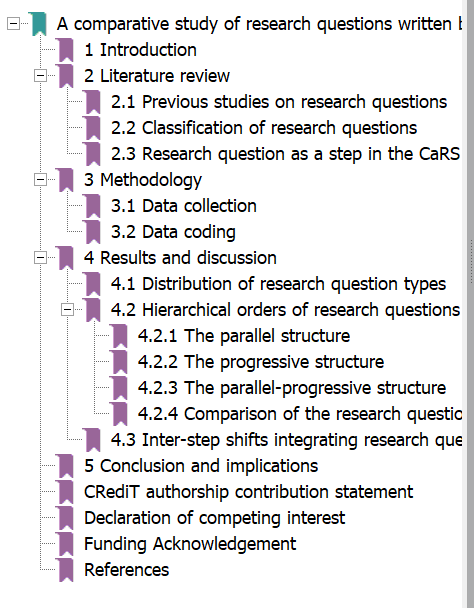 A comparative study of research questions written
1 Introduction
2 Literature review
2.1 Previous studies on research questions
2.2 Classification of research questions
2.3 Research question as a step in the CaRS
3 Methodology
3.1 Data collection
3.2 Data coding
4 Results and discussion
4.1 Distribution of research question types
4.2 Hierarchical orders of research questions
4.2.1 The parallel structure
4.2.2 The progressive structure
4.2.3 The parallel-progressive structure
4.2.4 Comparison of the research questio
4.3 Inter-step shifts integrating research que
5 Conclusion and implications
CRediT authorship contribution statement
Declaration of competing interest
Funding Acknowledgement
References